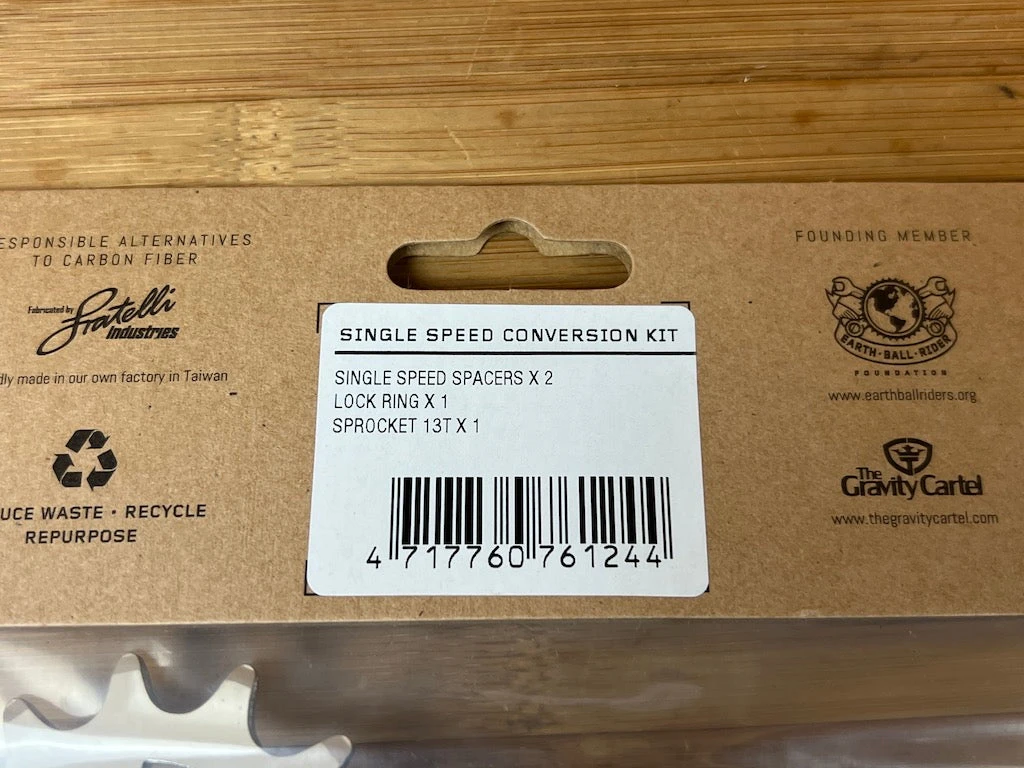 ESPONSIBLE ALTERNATIVES
TO CARBON FIBER
Fabricated by
Fratelli
Industries
dly made in our own factory in Taiwan
UCE WASTE • RECYCLE
REPURPOSE
SINGLE SPEED CONVERSION KIT
SINGLE SPEED SPACERS X 2
LOCK RING X 1
SPROCKET 13T X 1
4 717760 761244
FOUNDING MEMBER
EARTH•BALL•RIDER
FOUNDATION
www.earthballriders.org
The
Gravity Cartel
www.thegravitycartel.com